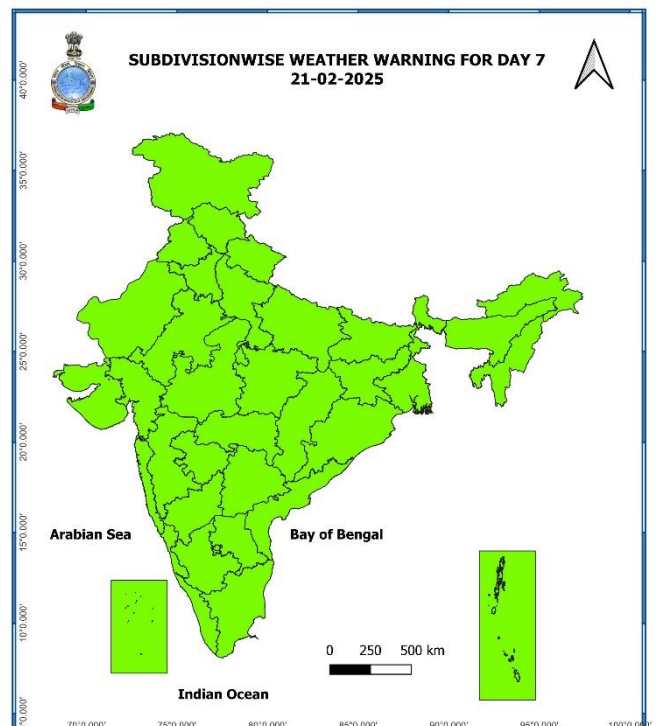 SUBDIVISIONWISE WEATHER WARNING FOR DAY 7
21-02-2025
40°0.000'
35°0.000'
30°0.000'
25°0.000'
20°0.000'
15°0.000'
10°0.000'
Arabian Sea
Bay of Bengal
0 250 500 km
Indian Ocean
70°0.000' 75°0.000' 80°0.000' 85°0.000' 90°0.000' 95°0.000' 100°0.000'